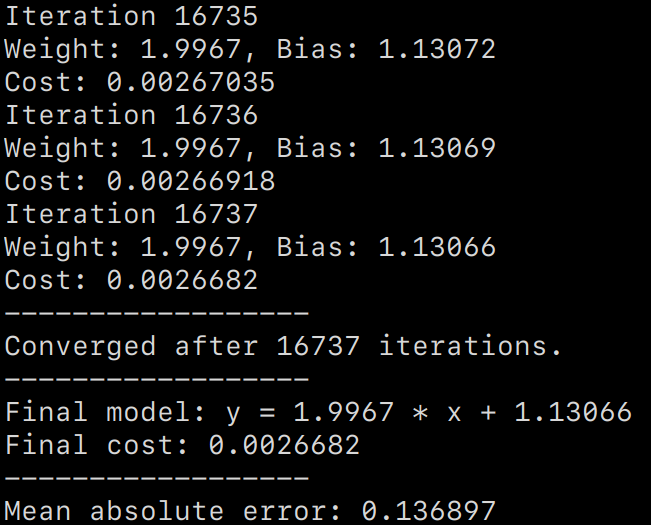 Iteration 16735
Weight: 1.9967, Bias: 1.13072
Cost: 0.00267035
Iteration 16736
Weight: 1.9967, Bias: 1.13069
Cost: 0.00266918
Iteration 16737
Weight: 1.9967, Bias: 1.13066
Cost: 0.0026682
------------------
Converged after 16737 iterations.
------------------
Final model: y = 1.9967 * x + 1.13066
Final cost: 0.0026682
------------------
Mean absolute error: 0.136897